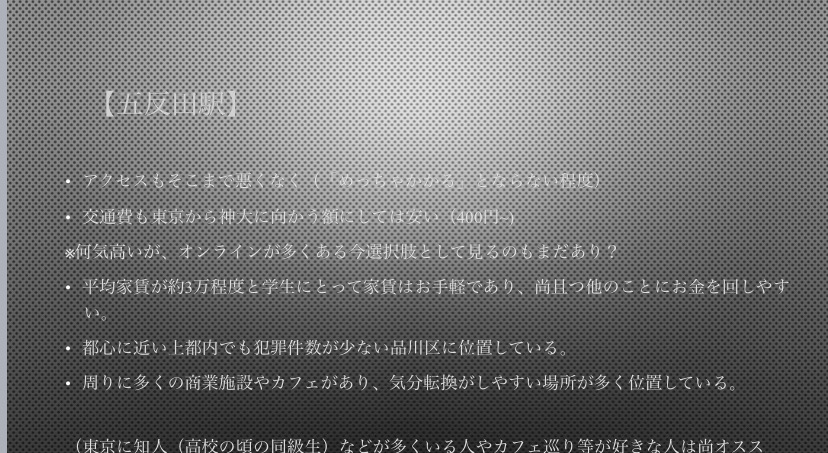 【五反田駅】
• アクセスもそこまで悪くなく（「めっちゃかかる」とならない程度）
• 交通費も東京から神大に向かう額にしては安い（400円~)
※何気高いが、オンラインが多くある今選択肢として見るのもまだあり？
• 平均家賃が約3万程度と学生にとって家賃はお手軽であり、尚且つ他のことにお金を回しやす
い。
• 都心に近い上都内でも犯罪件数が少ない品川区に位置している。
• 周りに多くの商業施設やカフェがあり、気分転換がしやすい場所が多く位置している。
（東京に知人（高校の頃の同級生）などが多くいる人やカフェ巡り等が好きな人は尚オスス